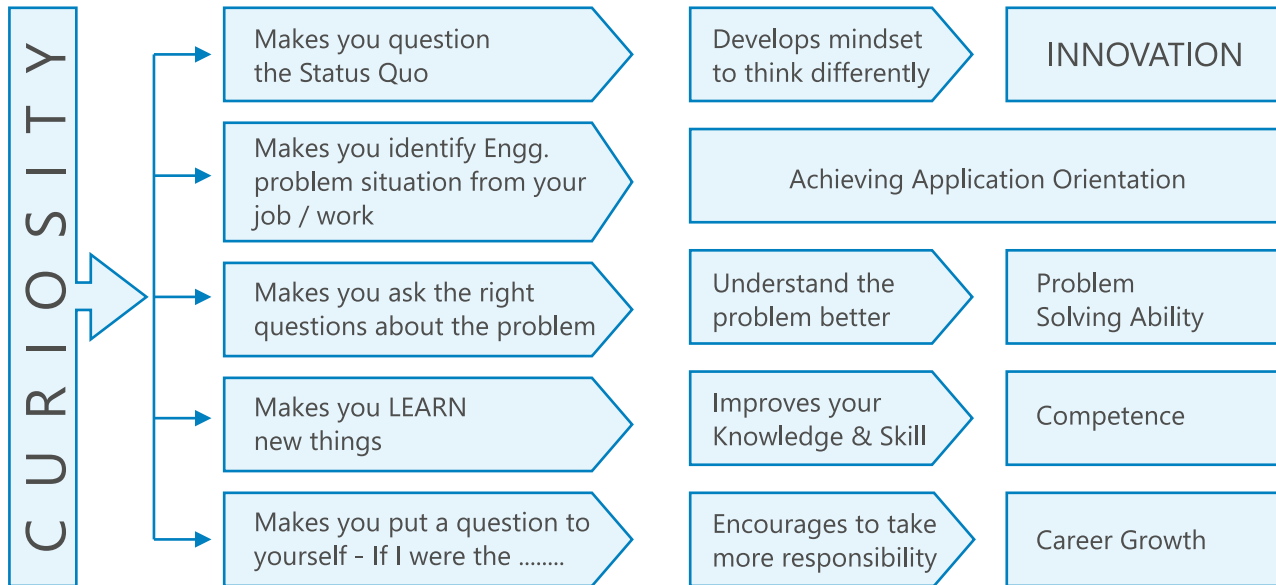 CURIOSITY
Makes you question
the Status Quo
Develops mindset
to think differently
INNOVATION
Makes you identify Engg.
problem situation from your
job / work
Achieving Application Orientation
Makes you ask the right
questions about the problem
Understand the
problem better
Problem
Solving Ability
Makes you LEARN
new things
Improves your
Knowledge & Skill
Competence
Makes you put a question to
yourself - If I were the ........
Encourages to take
more responsibility
Career Growth